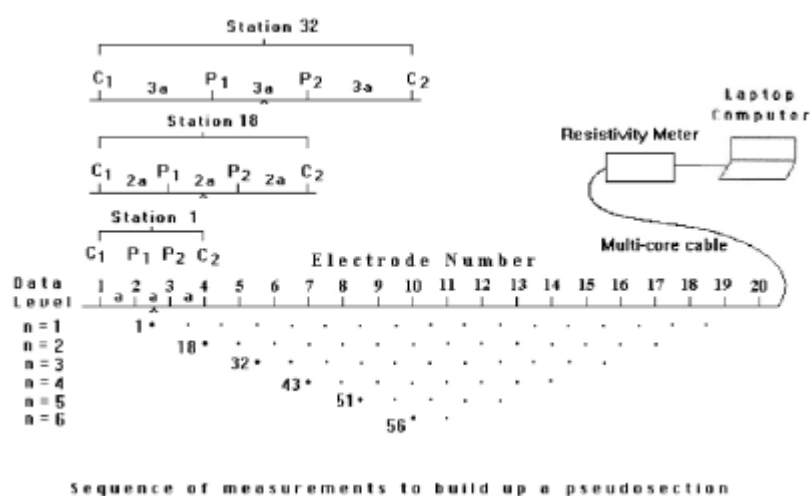 Station 32
C1 3a P1 3a P2 3a C2
Laptop
Computer
Resistivity Meter
Station 18
C1 2a P1 2a P2 2a C2
Station 1
C1 P1 P2 C2
Multi-core cable
Electrode Number
Data
Level
1 2 3 4 5 6 7 8 9 10 11 12 13 14 15 16 17 18 19 20
a a a
n = 1 1
n = 2 18
n = 3 32
n = 4 43
n = 5 51
n = 6 56
Sequence of measurements to build up a pseudosection